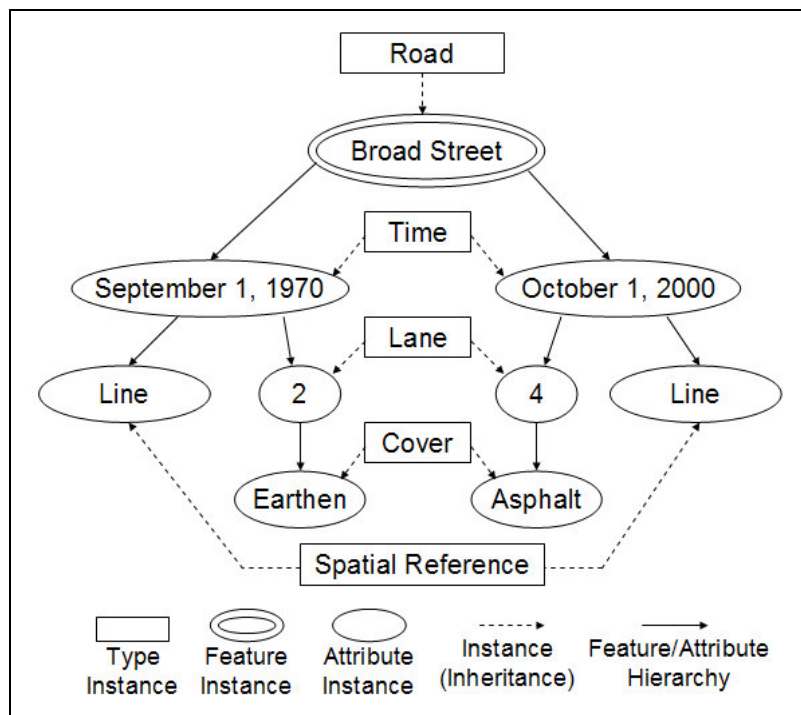 Road
Broad Street
Time
September 1, 1970
October 1, 2000
Lane
Line
2
4
Line
Cover
Earthen
Asphalt
Spatial Reference
Type
Instance
Feature
Instance
Attribute
Instance
Instance
(Inheritance)
Feature/Attribute
Hierarchy